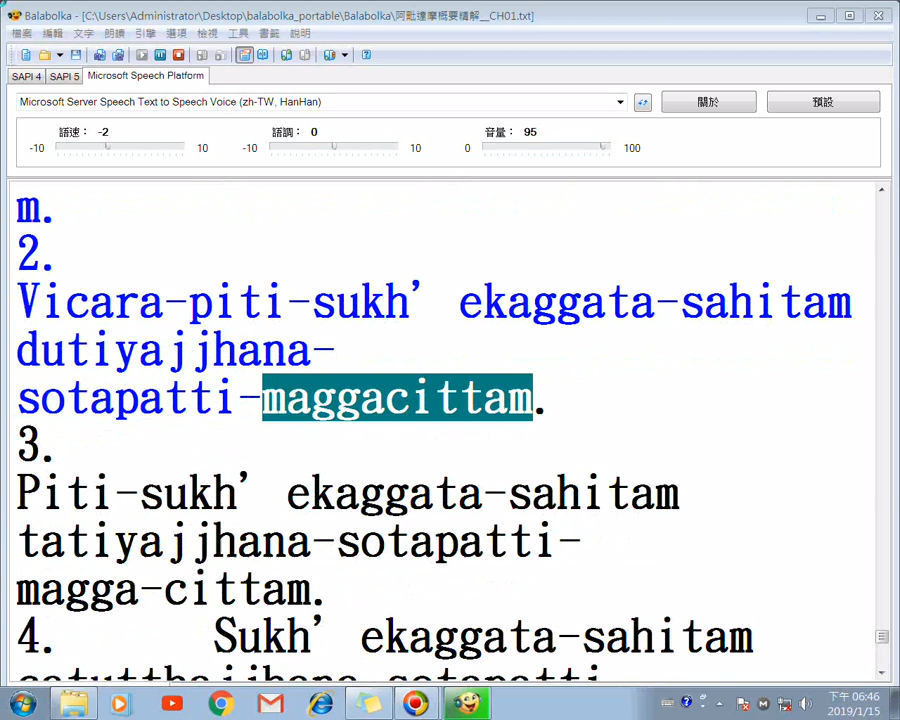 Balabolka - [C:\Users\Administrator\Desktop\balabolka_portable\Balabolka\阿毗達摩概要精解__CH01.txt]
檔案 編輯 文字 朗讀 引擎 選項 檢視 工具 書籤 說明
SAPI 4 SAPI 5 Microsoft Speech Platform
Microsoft Server Speech Text to Speech Voice (zh-TW, HanHan) 關於 預設
語速： -2 語調： 0 音量： 95
-10 10 -10 10 0 100
m.
2.
Vicara-piti-sukh’ ekaggata-sahitam
dutiyajjhana-
sotapatti-maggacittam.
3.
Piti-sukh’ ekaggata-sahitam
tatiyajjhana-sotapatti-
magga-cittam.
4. Sukh’ ekaggata-sahitam
catutthajjhana-sotapatti-
下午 06:46
2019/1/15